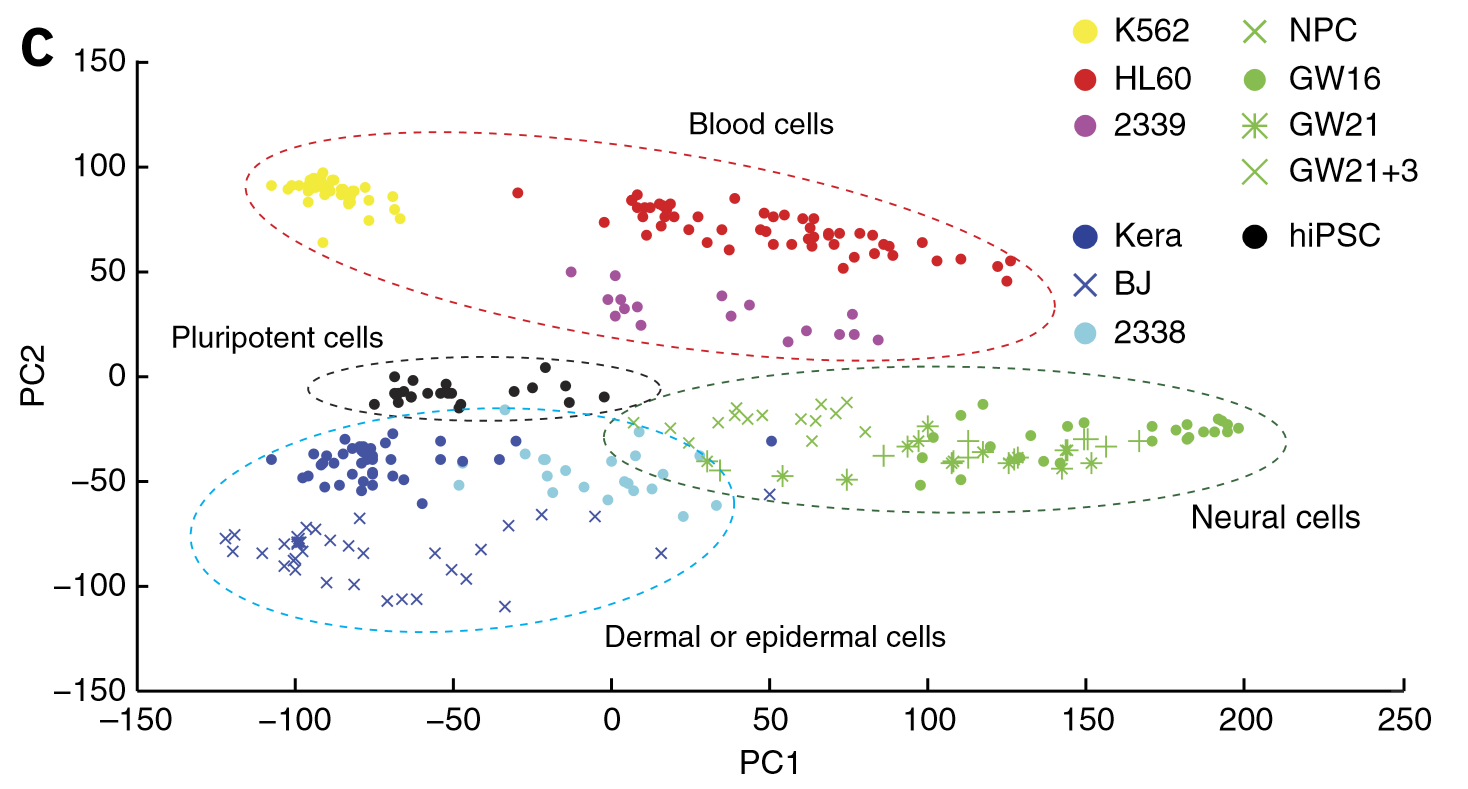 c
K562
NPC
HL60
GW16
2339
GW21
GW21+3
Kera
hiPSC
BJ
2338
150
100
50
0
−50
−100
−150
PC2
Blood cells
Pluripotent cells
Neural cells
Dermal or epidermal cells
−150 −100 −50 0 50 100 150 200 250
PC1